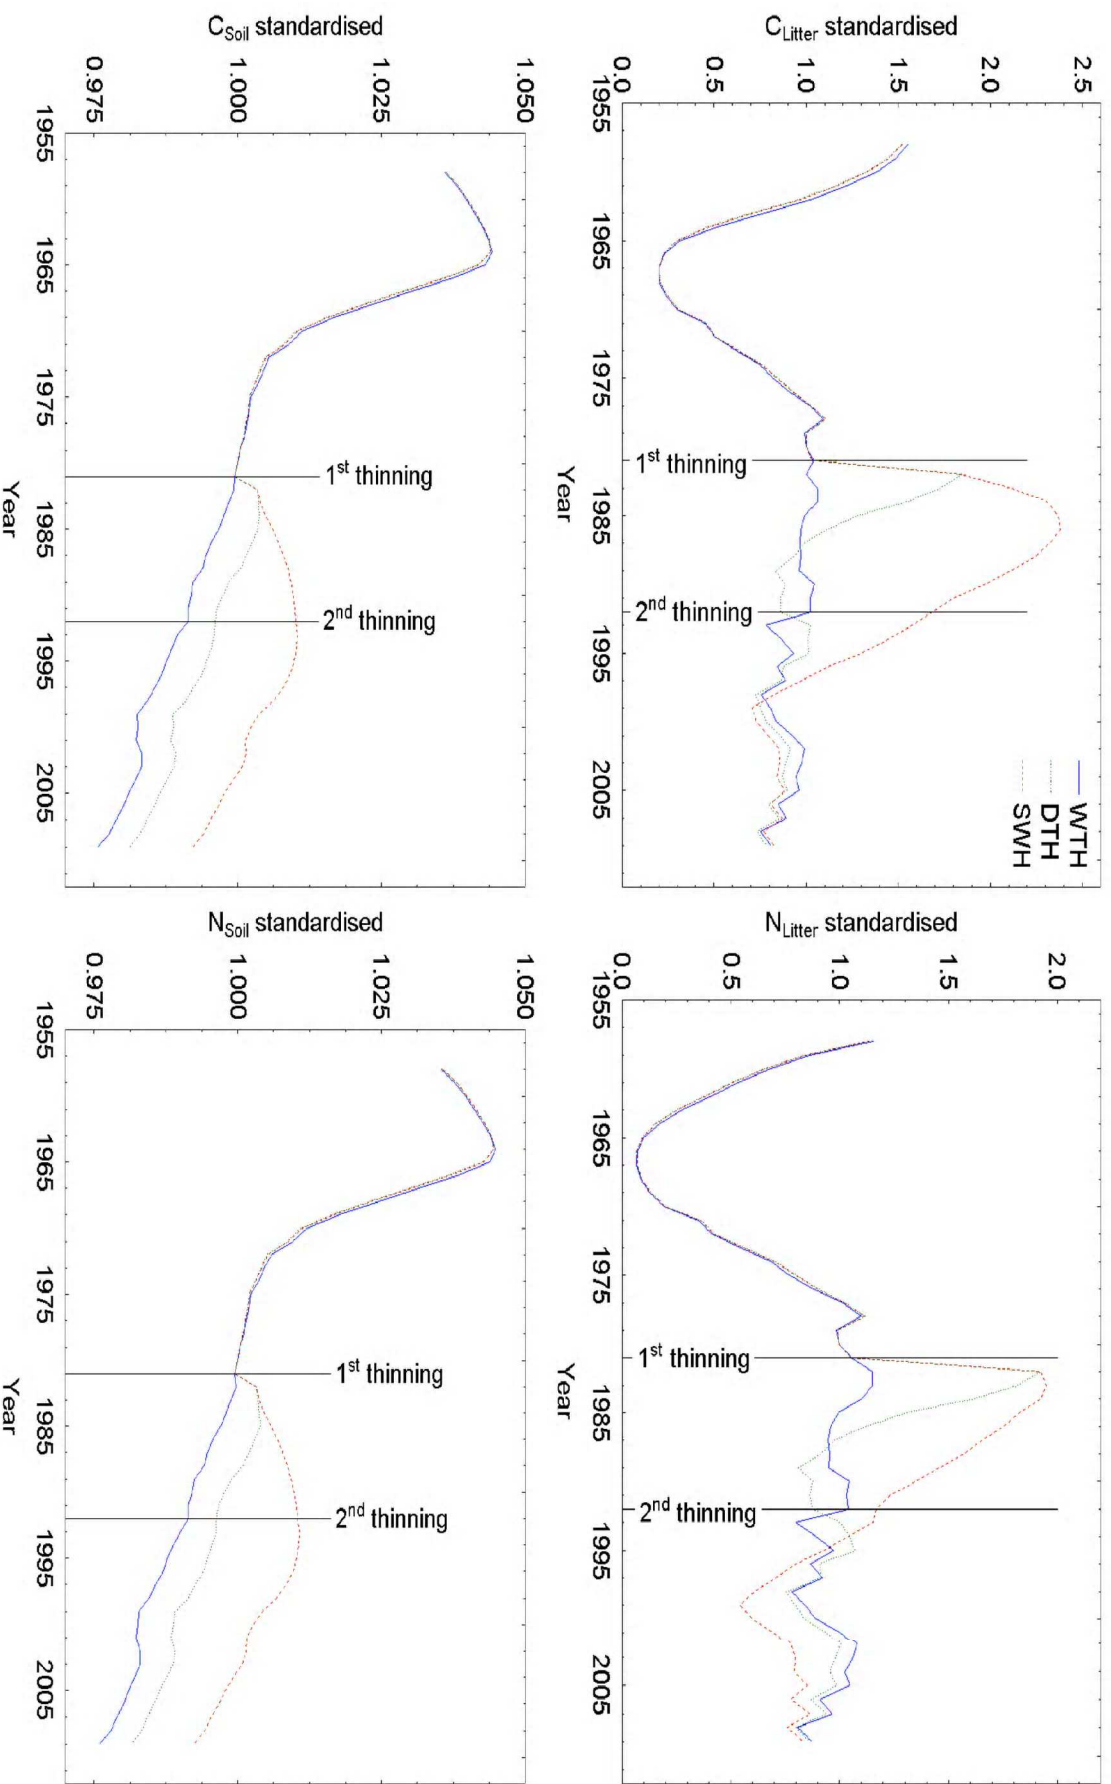 C_Litter standardised
0.0 0.5 1.0 1.5 2.0 2.5
1955 1965 1975 1985 1995 2005
Year
1st thinning
2nd thinning
WTH
DTH
SWH
N_Litter standardised
0.0 0.5 1.0 1.5 2.0
1955 1965 1975 1985 1995 2005
Year
1st thinning
2nd thinning
C_Soil standardised
0.975 1.000 1.025 1.050
1955 1965 1975 1985 1995 2005
Year
1st thinning
2nd thinning
N_Soil standardised
0.975 1.000 1.025 1.050
1955 1965 1975 1985 1995 2005
Year
1st thinning
2nd thinning